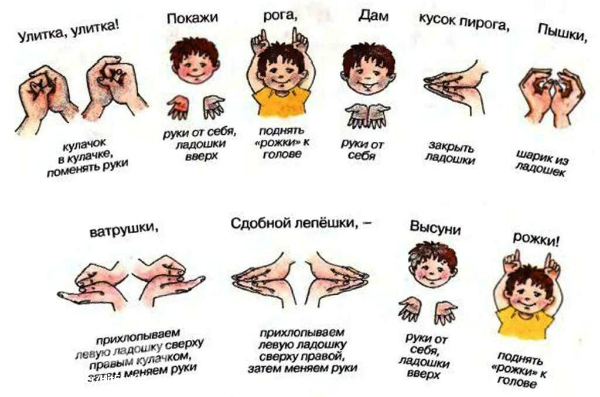 Улитка, улитка! Покажи рога, Дам кусок пирога, Пышки,
кулачок
в кулачке,
поменять руки
руки от себя,
ладошки
вверх
поднять
«рожки» к
голове
руки от
себя
закрыть
ладошки
шарик из
ладошек
ватрушки, Сдобной лепёшки, – Высуни рожки!
прихлопываем
левую ладошку сверху
правым кулачком,
затем меняем руки
прихлопываем
левую ладошку
сверху правой,
затем меняем руки
руки от
себя,
ладошки
вверх
поднять
«рожки» к
голове